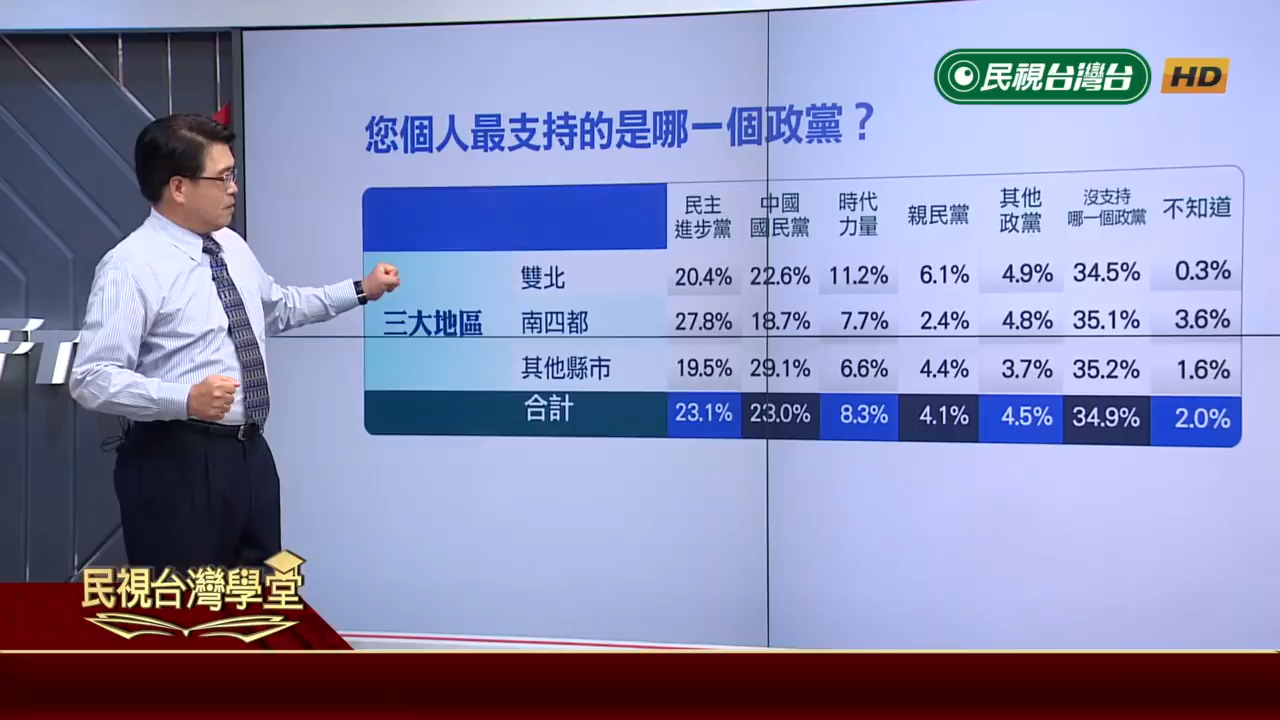 民視台灣台 HD
您個人最支持的是哪一個政黨？
民主進步黨 中國國民黨 時代力量 親民黨 其他政黨 沒支持哪一個政黨 不知道
三大地區
雙北 20.4% 22.6% 11.2% 6.1% 4.9% 34.5% 0.3%
南四都 27.8% 18.7% 7.7% 2.4% 4.8% 35.1% 3.6%
其他縣市 19.5% 29.1% 6.6% 4.4% 3.7% 35.2% 1.6%
合計 23.1% 23.0% 8.3% 4.1% 4.5% 34.9% 2.0%
民視台灣學堂